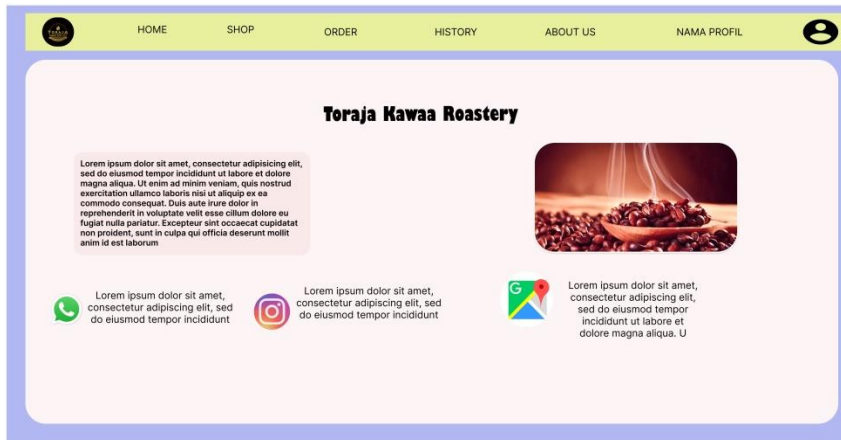 TORAJA
HOME
SHOP
ORDER
HISTORY
ABOUT US
NAMA PROFIL
Toraja Kawaa Roastery
Lorem ipsum dolor sit amet, consectetur adipisicing elit,
sed do eiusmod tempor incididunt ut labore et dolore
magna aliqua. Ut enim ad minim veniam, quis nostrud
exercitation ullamco laboris nisi ut aliquip ex ea
commodo consequat. Duis aute irure dolor in
reprehenderit in voluptate velit esse cillum dolore eu
fugiat nulla pariatur. Excepteur sint occaecat cupidatat
non proident, sunt in culpa qui officia deserunt mollit
anim id est laborum
Lorem ipsum dolor sit amet,
consectetur adipiscing elit, sed
do eiusmod tempor incididunt
Lorem ipsum dolor sit amet,
consectetur adipiscing elit, sed
do eiusmod tempor incididunt
G
Lorem ipsum dolor sit amet,
consectetur adipiscing elit,
sed do eiusmod tempor
incididunt ut labore et
dolore magna aliqua. U